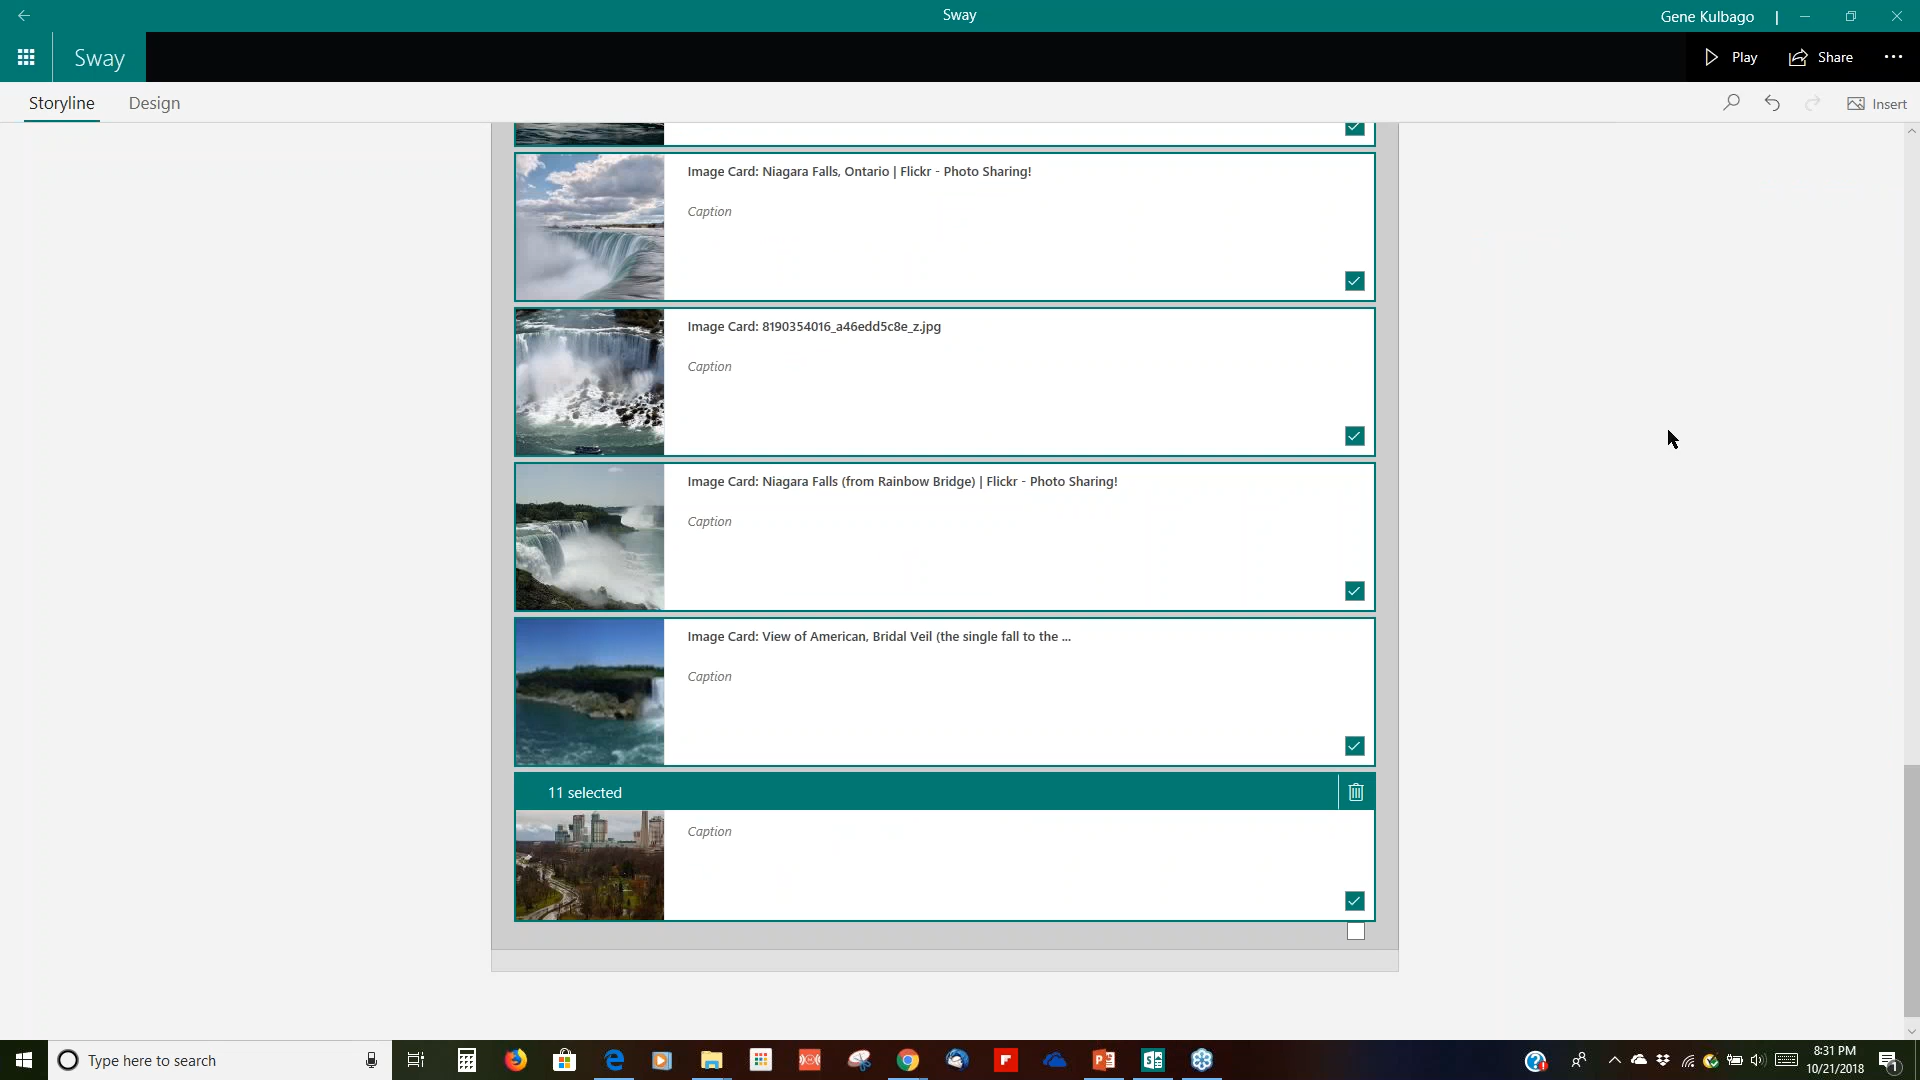 Sway
Gene Kulbago
Sway
Play
Share
Storyline
Design
Insert
Image Card: Niagara Falls, Ontario | Flickr - Photo Sharing!
Caption
Image Card: 8190354016_a46edd5c8e_z.jpg
Caption
Image Card: Niagara Falls (from Rainbow Bridge) | Flickr - Photo Sharing!
Caption
Image Card: View of American, Bridal Veil (the single fall to the ...
Caption
11 selected
Caption
Type here to search
8:31 PM
10/21/2018
1